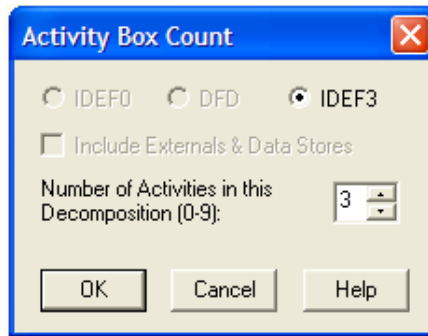 Activity Box Count
IDEF0 DFD IDEF3
Include Externals & Data Stores
Number of Activities in this
Decomposition (0-9):
3
OK Cancel Help